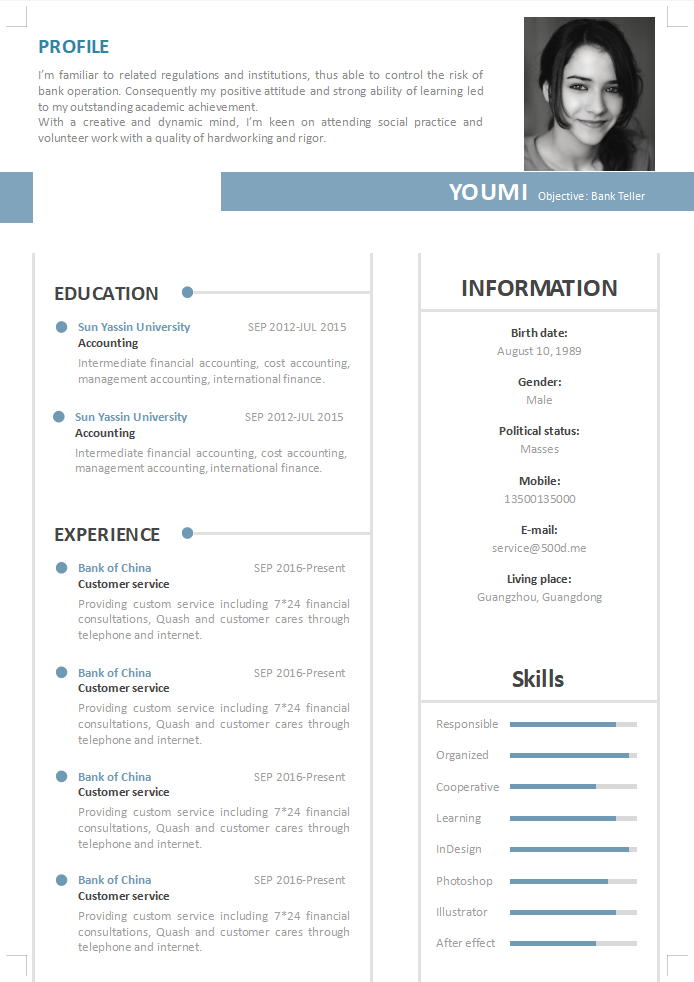 PROFILE
I'm familiar to related regulations and institutions, thus able to control the risk of
bank operation. Consequently my positive attitude and strong ability of learning led
to my outstanding academic achievement.
With a creative and dynamic mind, I'm keen on attending social practice and
volunteer work with a quality of hardworking and rigor.
YOUMI Objective: Bank Teller
EDUCATION
Sun Yassin University SEP 2012-JUL 2015
Accounting
Intermediate financial accounting, cost accounting,
management accounting, international finance.
Sun Yassin University SEP 2012-JUL 2015
Accounting
Intermediate financial accounting, cost accounting,
management accounting, international finance.
EXPERIENCE
Bank of China SEP 2016-Present
Customer service
Providing custom service including 7*24 financial
consultations, Quash and customer cares through
telephone and internet.
Bank of China SEP 2016-Present
Customer service
Providing custom service including 7*24 financial
consultations, Quash and customer cares through
telephone and internet.
Bank of China SEP 2016-Present
Customer service
Providing custom service including 7*24 financial
consultations, Quash and customer cares through
telephone and internet.
Bank of China SEP 2016-Present
Customer service
Providing custom service including 7*24 financial
consultations, Quash and customer cares through
telephone and internet.
INFORMATION
Birth date:
August 10, 1989
Gender:
Male
Political status:
Masses
Mobile:
13500135000
E-mail:
service@500d.me
Living place:
Guangzhou, Guangdong
Skills
Responsible
Organized
Cooperative
Learning
InDesign
Photoshop
Illustrator
After effect